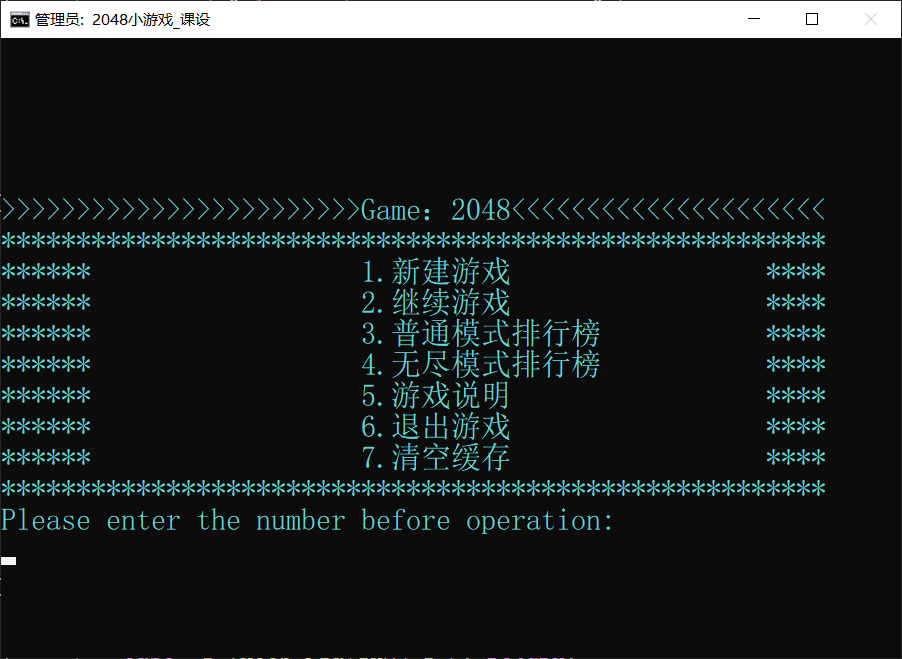 管理员: 2048小游戏_课设
>>>>>>>>>>>>>>>>>>>>>>>>Game: 2048<<<<<<<<<<<<<<<<<<<<<
*******************************************************
****** 1.新建游戏 ****
****** 2.继续游戏 ****
****** 3.普通模式排行榜 ****
****** 4.无尽模式排行榜 ****
****** 5.游戏说明 ****
****** 6.退出游戏 ****
****** 7.清空缓存 ****
*******************************************************
Please enter the number before operation: